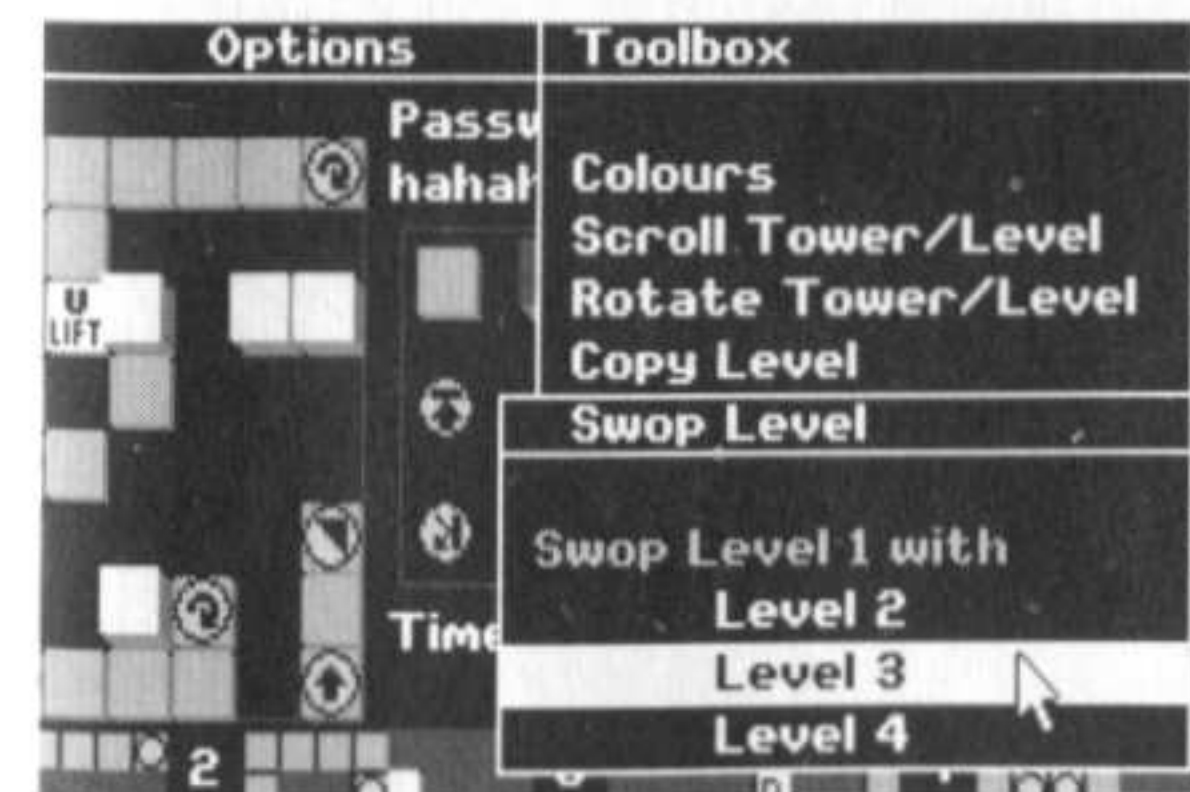 Options
Toolbox
Passw
hahah
Colours
Scroll Tower/Level
Rotate Tower/Level
Copy Level
U
LIFT
Swop Level
Swop Level 1 with
Level 2
Level 3
Level 4
Time
2